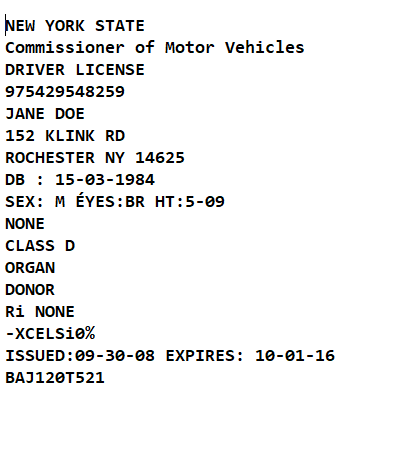 NEW YORK STATE
Commissioner of Motor Vehicles
DRIVER LICENSE
975429548259
JANE DOE
152 KLINK RD
ROCHESTER NY 14625
DB : 15-03-1984
SEX: M ÉYES:BR HT:5-09
NONE
CLASS D
ORGAN
DONOR
Ri NONE
-XCELSi0%
ISSUED:09-30-08 EXPIRES: 10-01-16
BAJ120T521